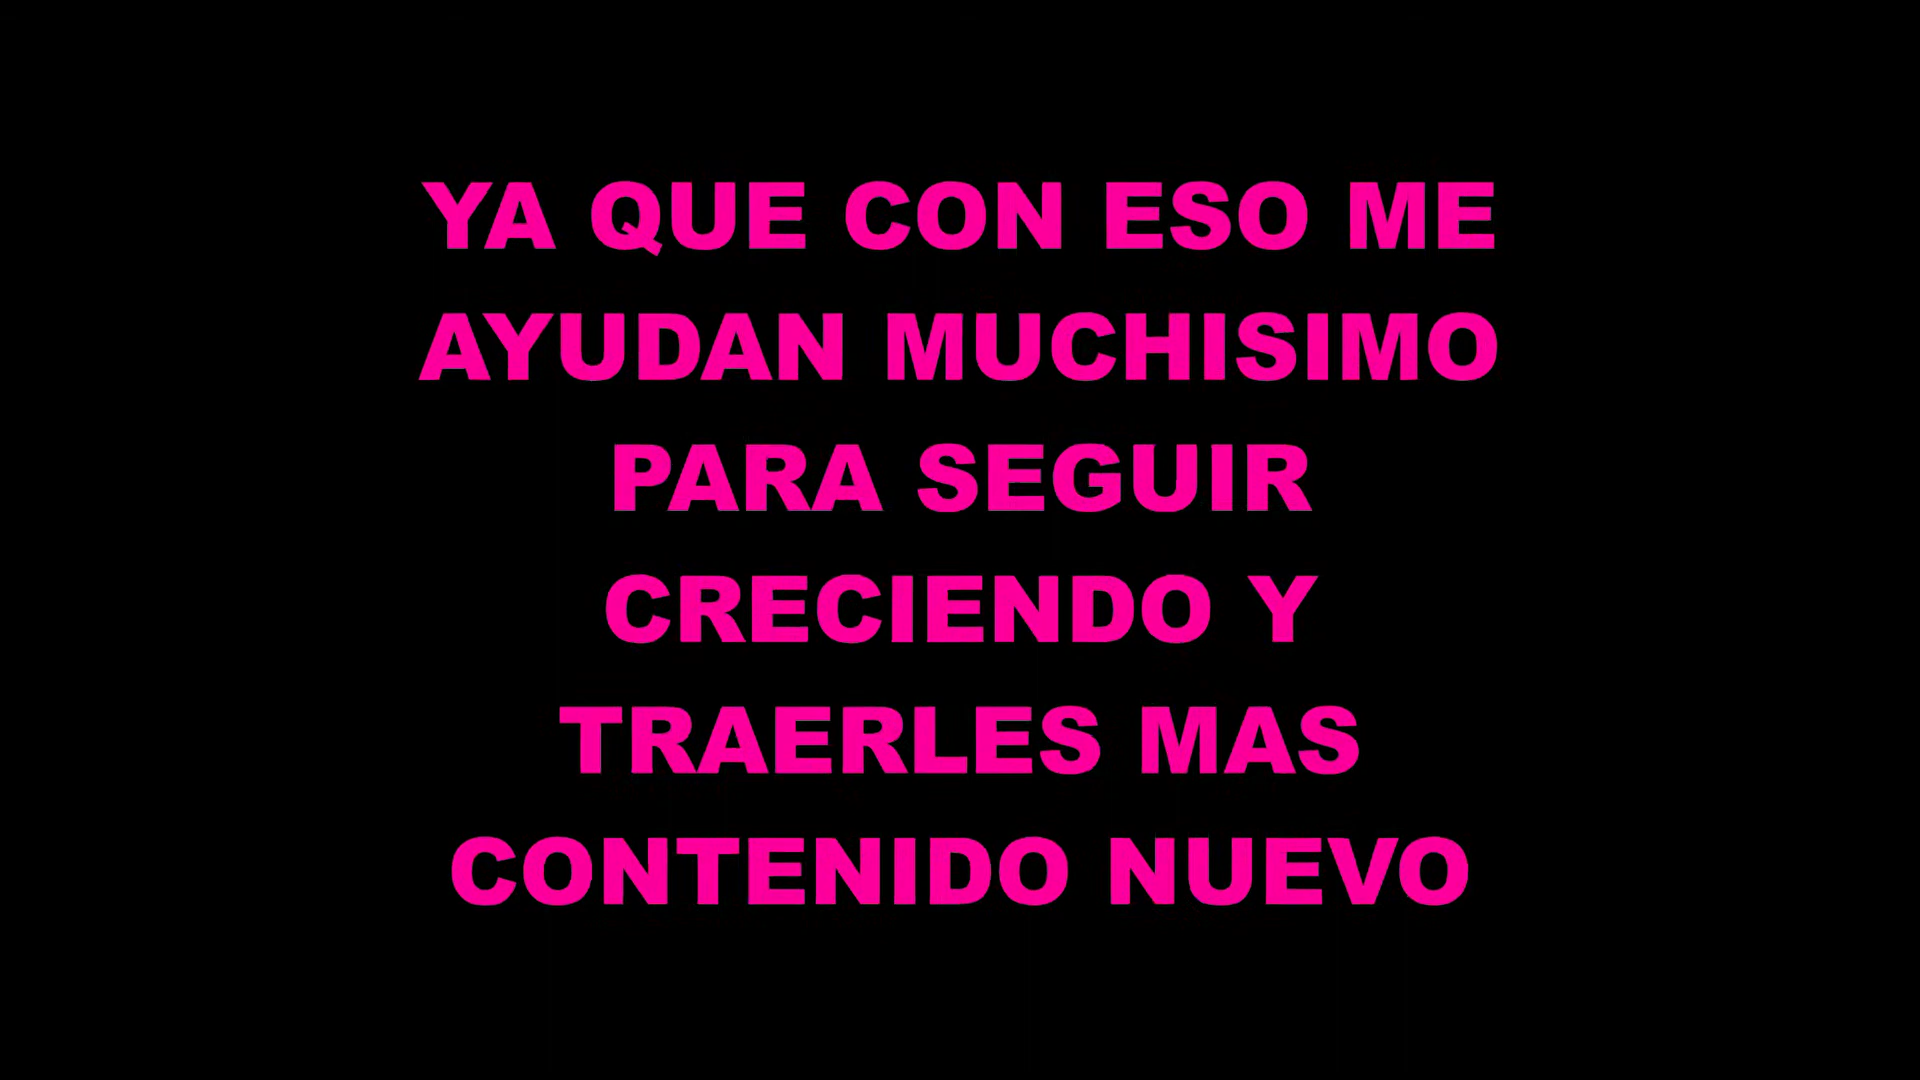 YA QUE CON ESO ME
AYUDAN MUCHISIMO
PARA SEGUIR
CRECIENDO Y
TRAERLES MAS
CONTENIDO NUEVO